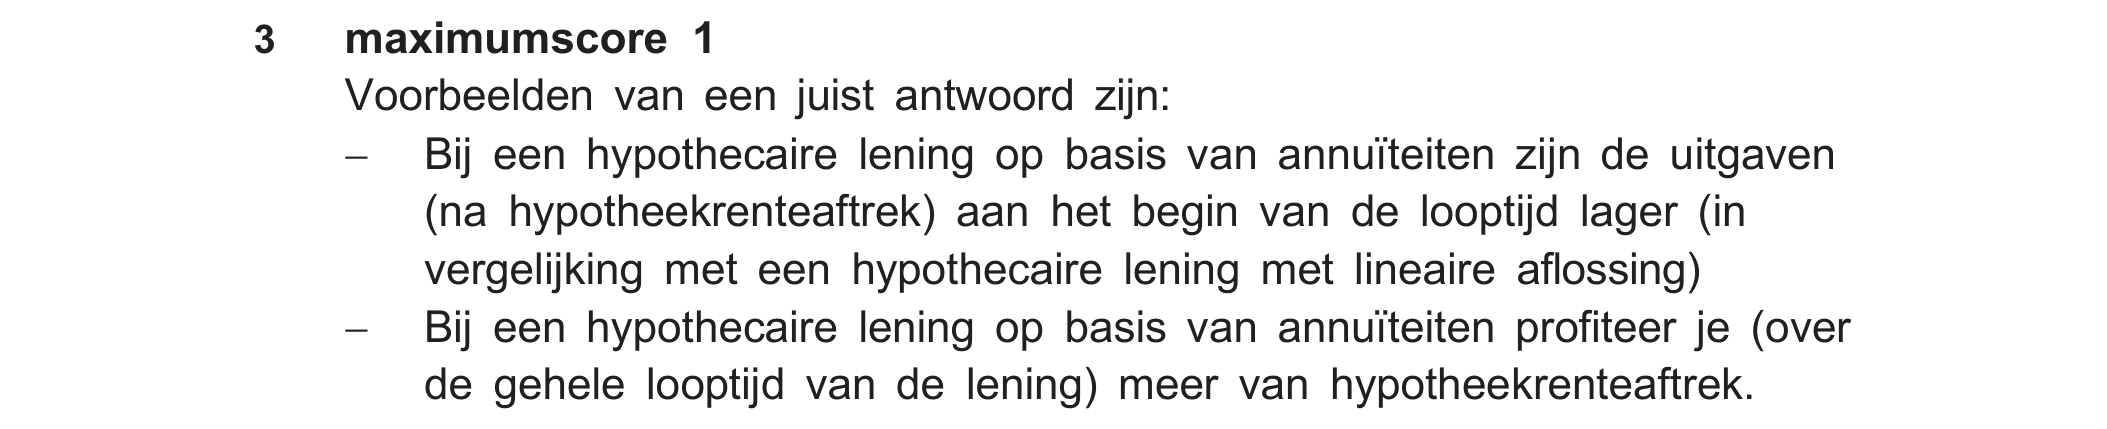 3 maximumscore 1
Voorbeelden van een juist antwoord zijn:
− Bij een hypothecaire lening op basis van annuïteiten zijn de uitgaven
(na hypotheekrenteaftrek) aan het begin van de looptijd lager (in
vergelijking met een hypothecaire lening met lineaire aflossing)
− Bij een hypothecaire lening op basis van annuïteiten profiteer je (over
de gehele looptijd van de lening) meer van hypotheekrenteaftrek.